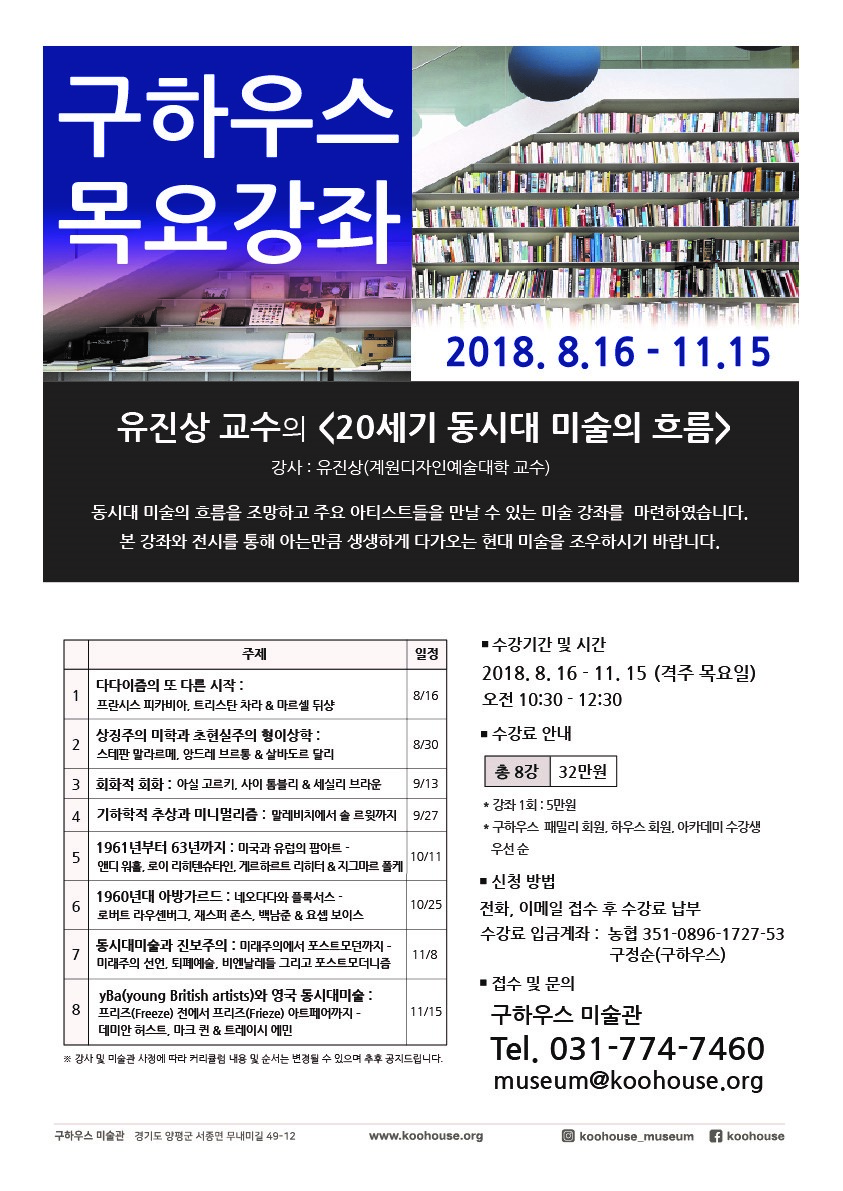 구하우스
목요강좌
2018. 8.16 - 11.15
유진상 교수의 <20세기 동시대 미술의 흐름>
강사 : 유진상(계원디자인예술대학 교수)
동시대 미술의 흐름을 조망하고 주요 아티스트들을 만날 수 있는 미술 강좌를 마련하였습니다.
본 강좌와 전시를 통해 아는만큼 생생하게 다가오는 현대 미술을 조우하시기 바랍니다.
주제 일정
1 다다이즘의 또 다른 시작 : 8/16
프란시스 피카비아, 트리스탄 차라 & 마르셀 뒤샹
2 상징주의 미학과 초현실주의 형이상학 : 8/30
스테판 말라르메, 앙드레 브르통 & 살바도르 달리
3 회화적 회화 : 아실 고르키, 사이 톰블리 & 세실리 브라운 9/13
4 기하학적 추상과 미니멀리즘 : 말레비치에서 솔 르윗까지 9/27
5 1961년부터 63년까지 : 미국과 유럽의 팝아트 - 10/11
앤디 워홀, 로이 리히텐슈타인, 게르하르트 리히터 & 지그마르 폴케
6 1960년대 아방가르드 : 네오다다와 플룩서스 - 10/25
로버트 라우센버그, 재스퍼 존스, 백남준 & 요셉 보이스
7 동시대미술과 진보주의 : 미래주의에서 포스트모던까지 - 11/8
미래주의 선언, 퇴폐예술, 비엔날레들 그리고 포스트모더니즘
8 yBa(young British artists)와 영국 동시대미술 : 11/15
프리즈(Freeze) 전에서 프리즈(Frieze) 아트페어까지 -
데미안 허스트, 마크 퀸 & 트레이시 에민
※ 강사 및 미술관 사정에 따라 커리큘럼 내용 및 순서는 변경될 수 있으며 추후 공지드립니다.
▪ 수강기간 및 시간
2018. 8. 16 - 11. 15 (격주 목요일)
오전 10:30 - 12:30
▪ 수강료 안내
총 8강 32만원
* 강좌 1회 : 5만원
* 구하우스 패밀리 회원, 하우스 회원, 아카데미 수강생
우선 순
▪ 신청 방법
전화, 이메일 접수 후 수강료 납부
수강료 입금계좌 : 농협 351-0896-1727-53
구정순(구하우스)
▪ 접수 및 문의
구하우스 미술관
Tel. 031-774-7460
museum@koohouse.org
구하우스 미술관 경기도 양평군 서종면 무내미길 49-12 www.koohouse.org koohouse_museum koohouse